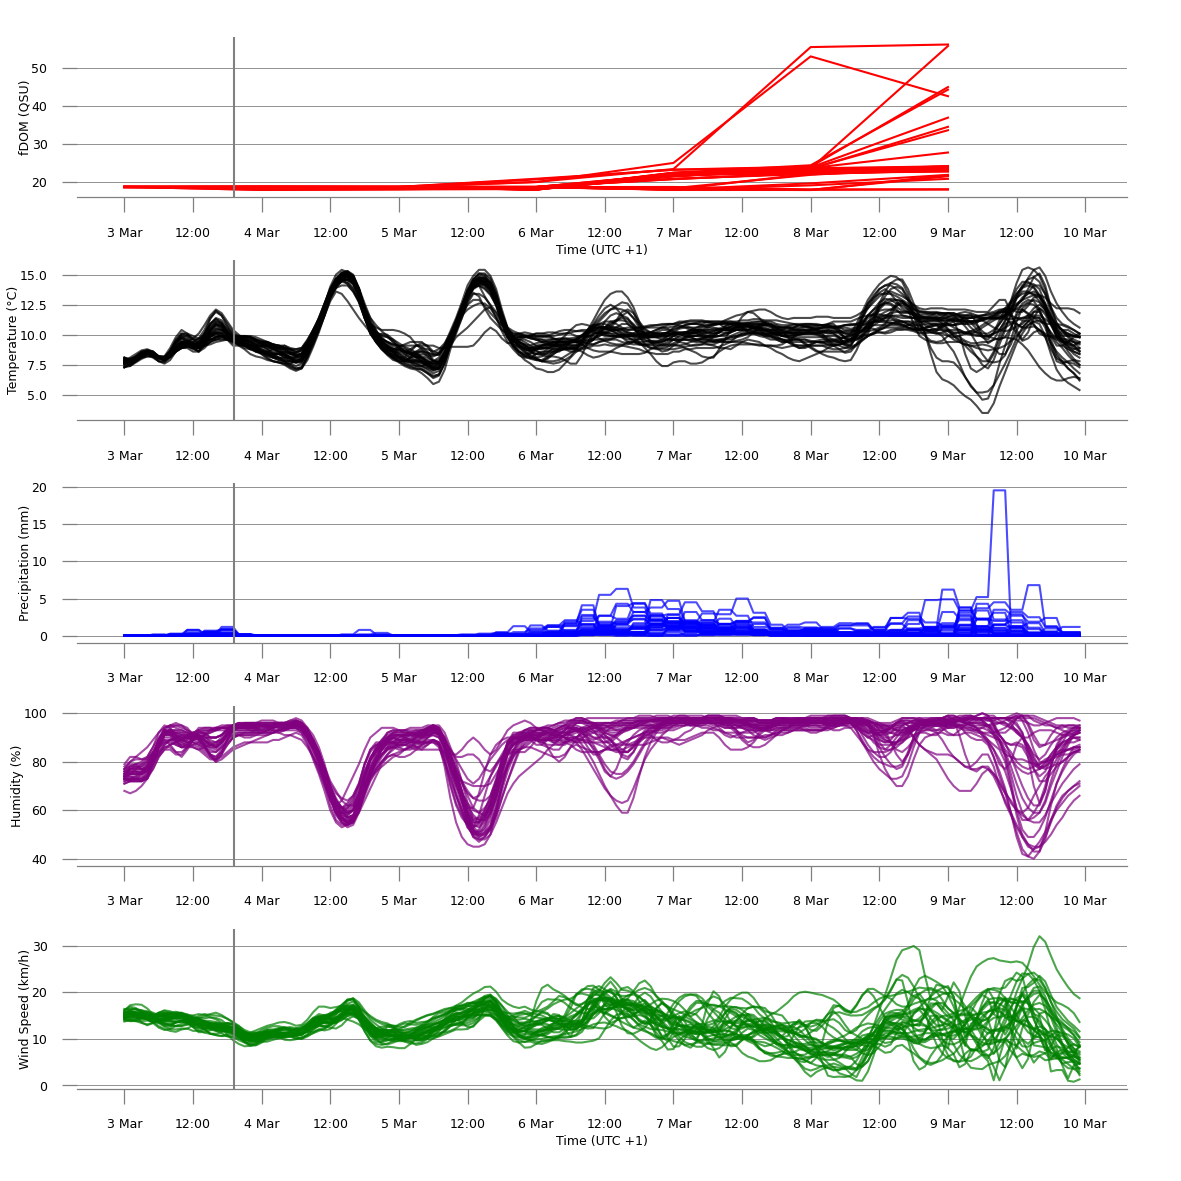 fDOM (QSU)
50
40
30
20
3 Mar 12:00 4 Mar 12:00 5 Mar 12:00 6 Mar 12:00 7 Mar 12:00 8 Mar 12:00 9 Mar 12:00 10 Mar
Time (UTC +1)
Temperature (°C)
15.0
12.5
10.0
7.5
5.0
3 Mar 12:00 4 Mar 12:00 5 Mar 12:00 6 Mar 12:00 7 Mar 12:00 8 Mar 12:00 9 Mar 12:00 10 Mar
Precipitation (mm)
20
15
10
5
0
3 Mar 12:00 4 Mar 12:00 5 Mar 12:00 6 Mar 12:00 7 Mar 12:00 8 Mar 12:00 9 Mar 12:00 10 Mar
Humidity (%)
100
80
60
40
3 Mar 12:00 4 Mar 12:00 5 Mar 12:00 6 Mar 12:00 7 Mar 12:00 8 Mar 12:00 9 Mar 12:00 10 Mar
Wind Speed (km/h)
30
20
10
0
3 Mar 12:00 4 Mar 12:00 5 Mar 12:00 6 Mar 12:00 7 Mar 12:00 8 Mar 12:00 9 Mar 12:00 10 Mar
Time (UTC +1)